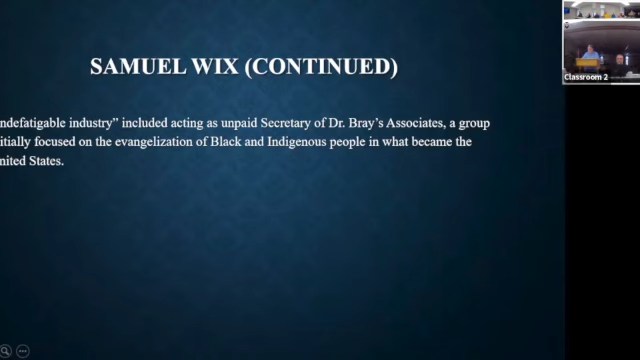 SAMUEL WIX (CONTINUED)
ndefatigable industry” included acting as unpaid Secretary of Dr. Bray’s Associates, a group
itially focused on the evangelization of Black and Indigenous people in what became the
nited States.
Classroom 2